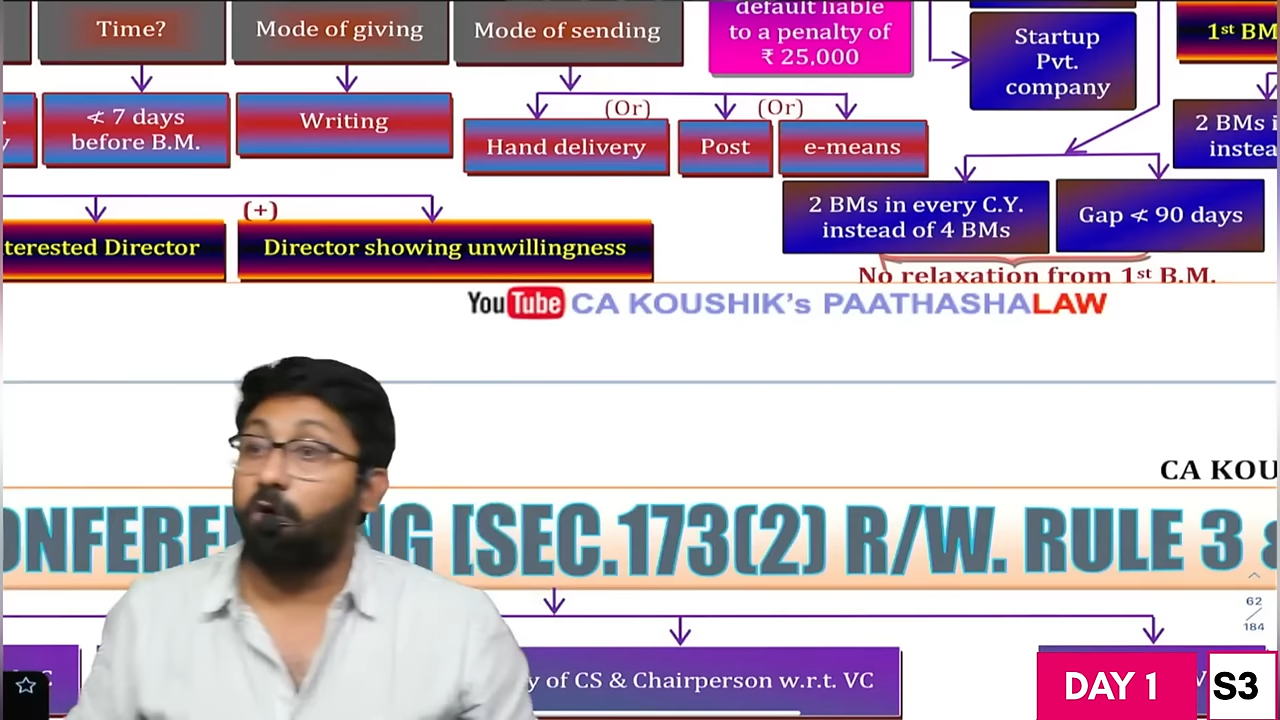 Time?
Mode of giving
Mode of sending
default liable
to a penalty of
₹ 25,000
Startup
Pvt.
company
1st BM
≮ 7 days
before B.M.
Writing
(Or)
(Or)
Hand delivery
Post
e-means
2 BMs
instea
2 BMs in every C.Y.
instead of 4 BMs
Gap ≮ 90 days
(+)
terested Director
Director showing unwillingness
No relaxation from 1st B.M.
YouTube CA KOUSHIK's PAATHASHALAW
CA KOU
ONFERE NG [SEC.173(2) R/W. RULE 3 &
62
184
y of CS & Chairperson w.r.t. VC
DAY 1
S3